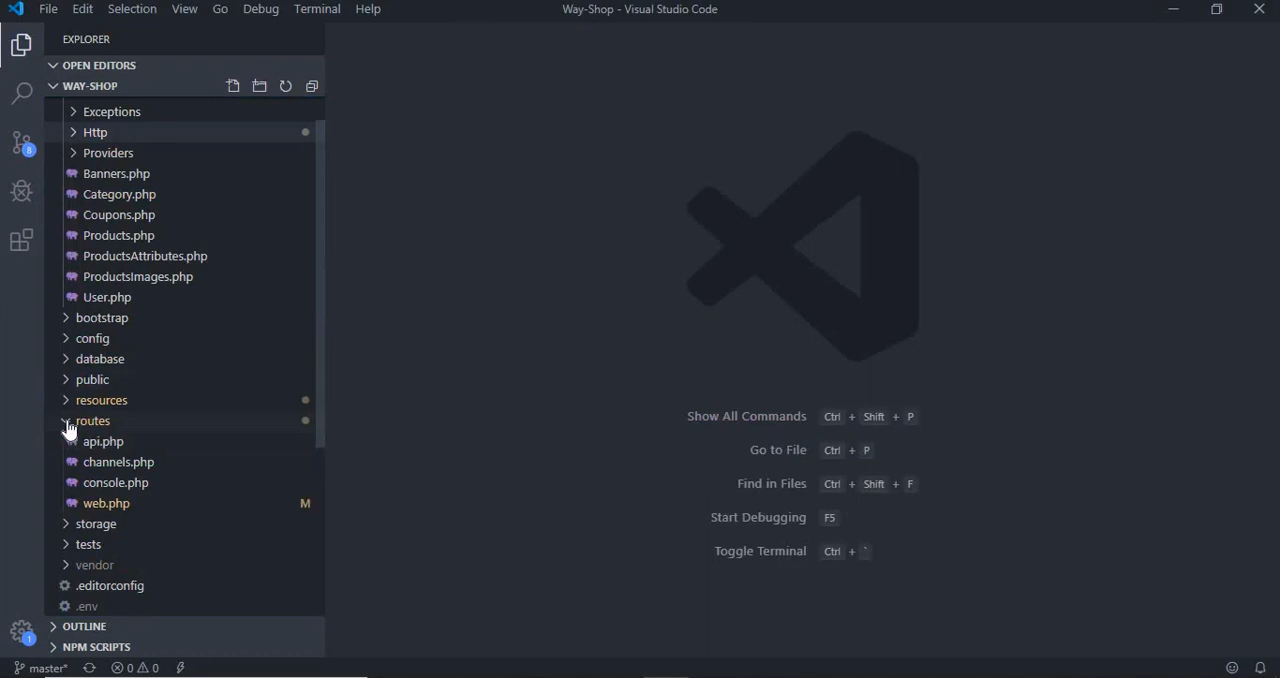 File Edit Selection View Go Debug Terminal Help Way-Shop - Visual Studio Code
EXPLORER
OPEN EDITORS
WAY-SHOP
Exceptions
Http
Providers
Banners.php
Category.php
Coupons.php
Products.php
ProductsAttributes.php
ProductsImages.php
User.php
bootstrap
config
database
public
resources
routes
api.php
channels.php
console.php
web.php M
storage
tests
vendor
.editorconfig
.env
OUTLINE
NPM SCRIPTS
8
1
Show All Commands Ctrl + Shift + P
Go to File Ctrl + P
Find in Files Ctrl + Shift + F
Start Debugging F5
Toggle Terminal Ctrl + `
master* 0 0